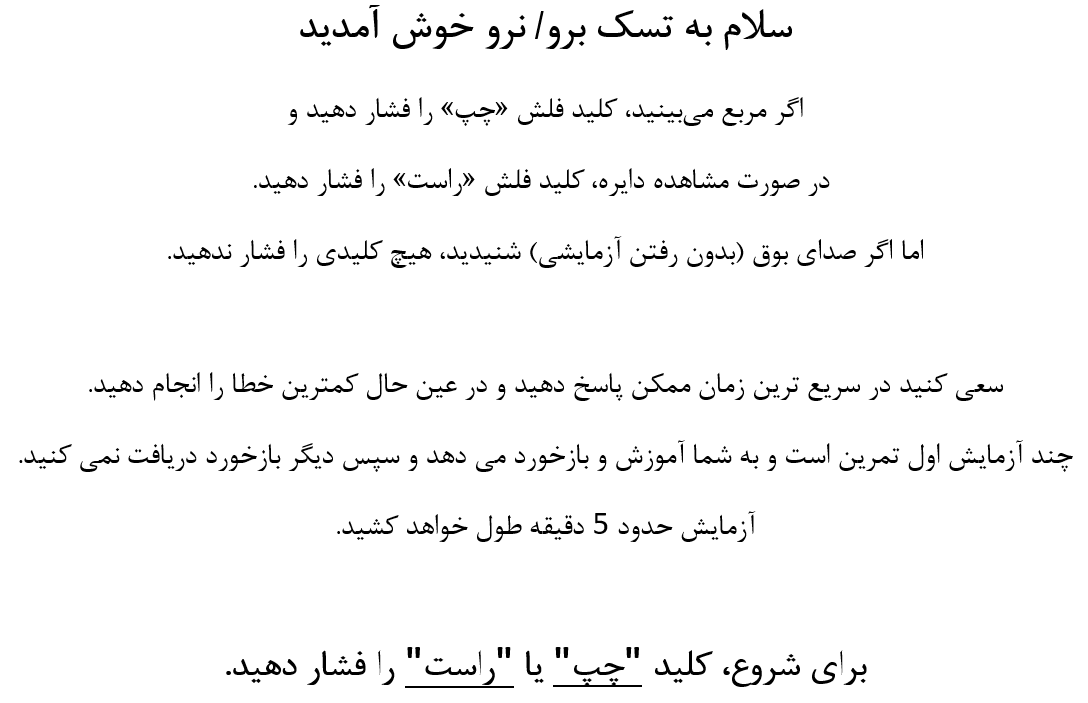 سلام به تسک برو/ نرو خوش آمدید
اگر مربع می‌بینید، کلید فلش «چپ» را فشار دهید و
در صورت مشاهده دایره، کلید فلش «راست» را فشار دهید.
اما اگر صدای بوق (بدون رفتن آزمایشی) شنیدید، هیچ کلیدی را فشار ندهید.
سعی کنید در سریع ترین زمان ممکن پاسخ دهید و در عین حال کمترین خطا را انجام دهید.
چند آزمایش اول تمرین است و به شما آموزش و بازخورد می دهد و سپس دیگر بازخورد دریافت نمی کنید.
آزمایش حدود 5 دقیقه طول خواهد کشید.
برای شروع، کلید "چپ" یا "راست" را فشار دهید.